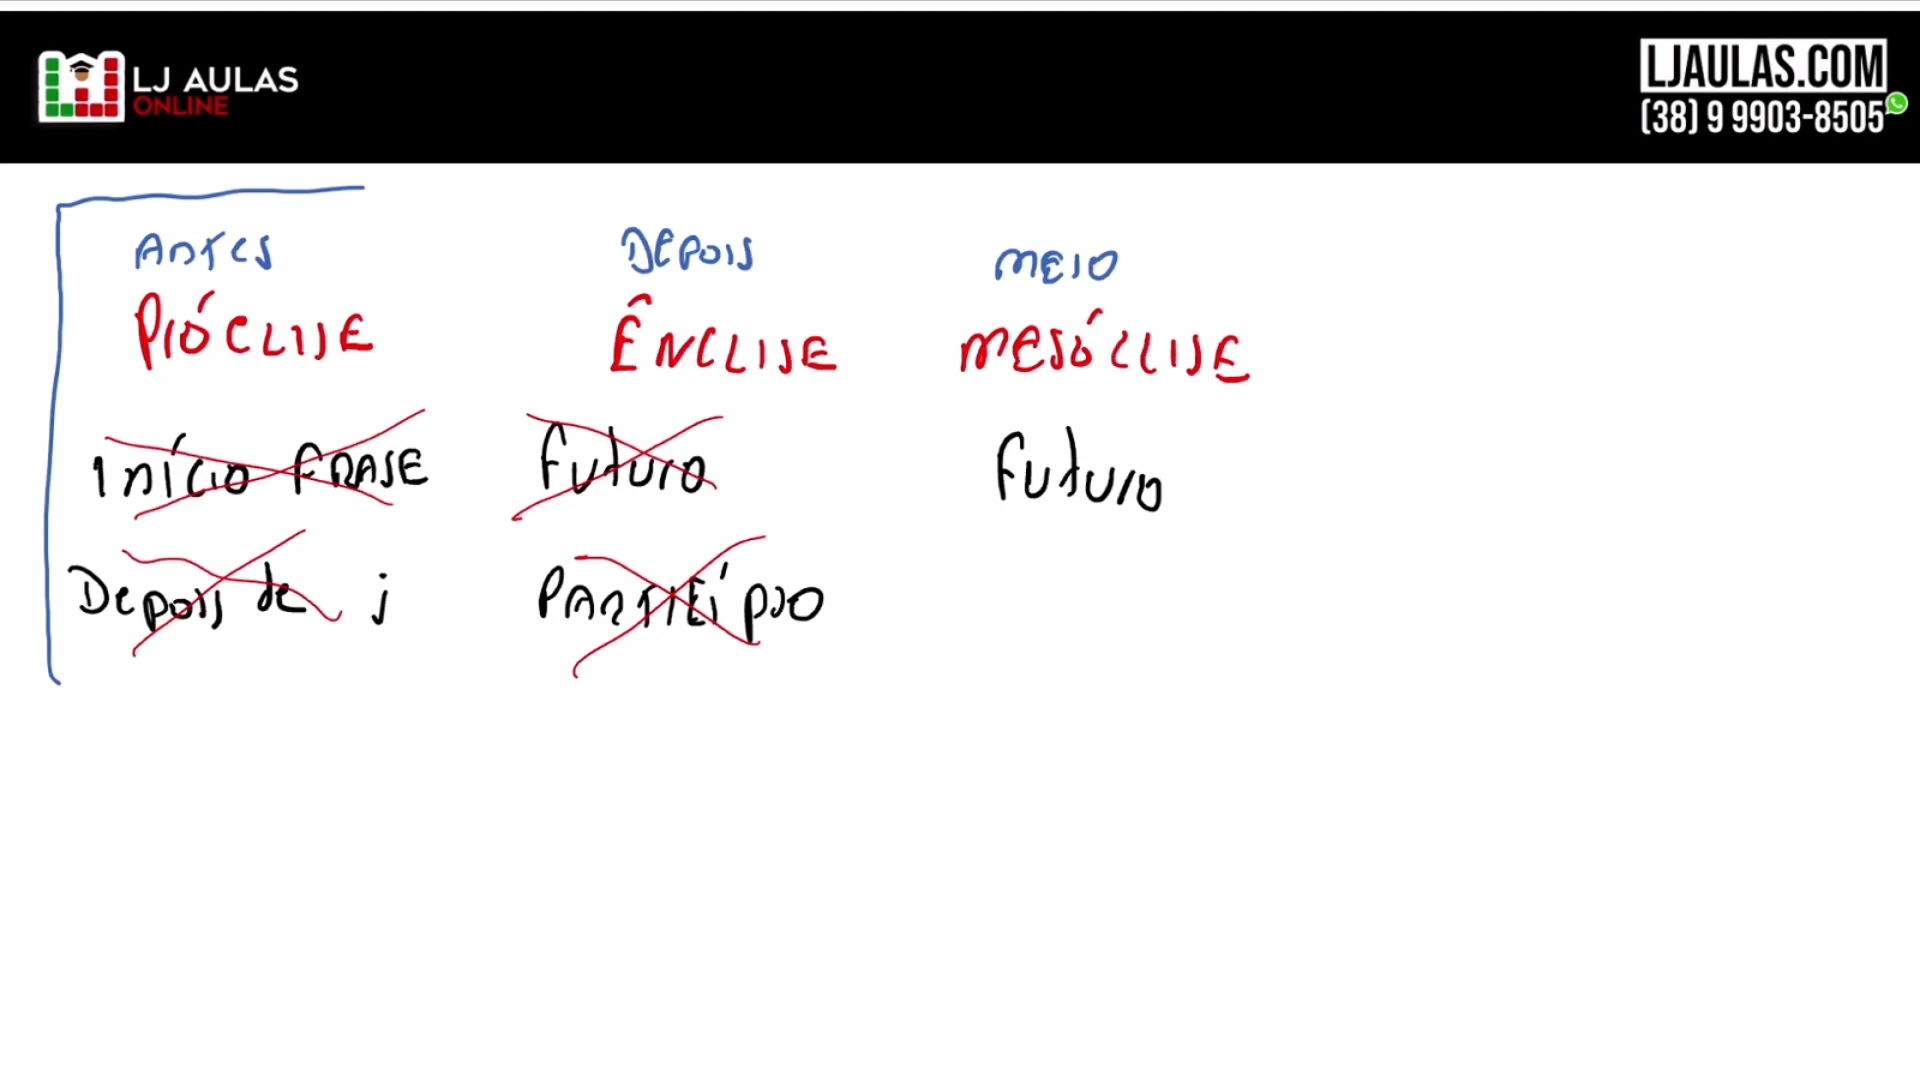 LJ AULAS
ONLINE
LJAULAS.COM
(38) 9 9903-8505
ANTES DEPOIS MEIO
PRÓCLISE ÊNCLISE MESÓCLISE
INÍCIO FRASE FUTURO FUTURO
DEPOIS de ; PARTICÍPIO